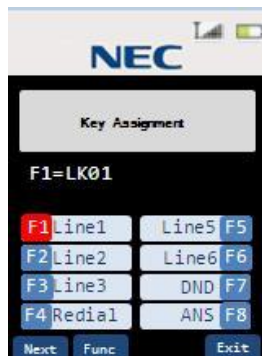 NEC
Key Assignment
F1=LK01
F1 Line1 Line5 F5
F2 Line2 Line6 F6
F3 Line3 DND F7
F4 Redial ANS F8
Next Func Exit